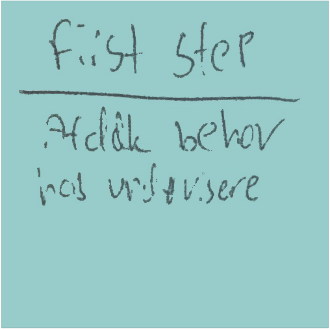 First step
Afdæk behov
hos undervisere